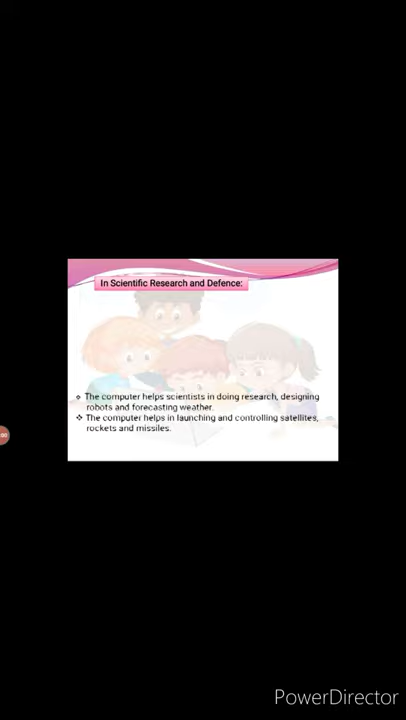 In Scientific Research and Defence:
❖ The computer helps scientists in doing research, designing
robots and forecasting weather.
❖ The computer helps in launching and controlling satellites,
rockets and missiles.
:00
PowerDirector